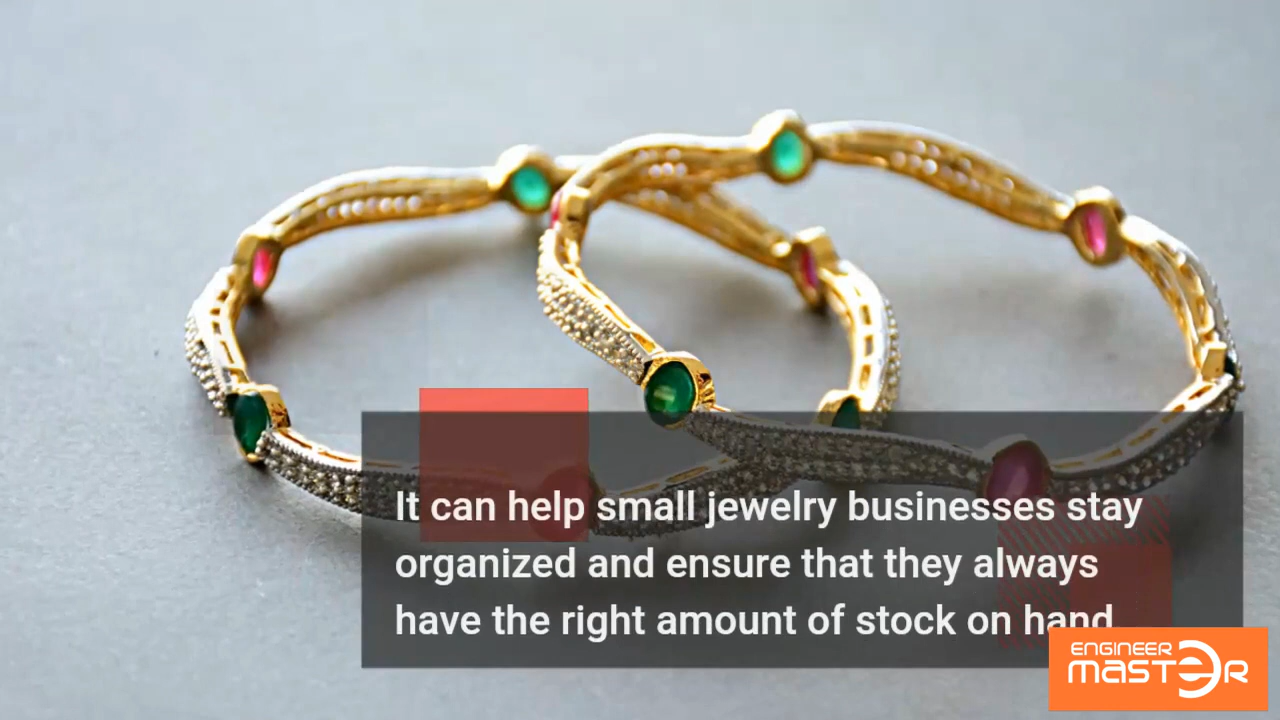 It can help small jewelry businesses stay
organized and ensure that they always
have the right amount of stock on hand
ENGINEER
MASTER